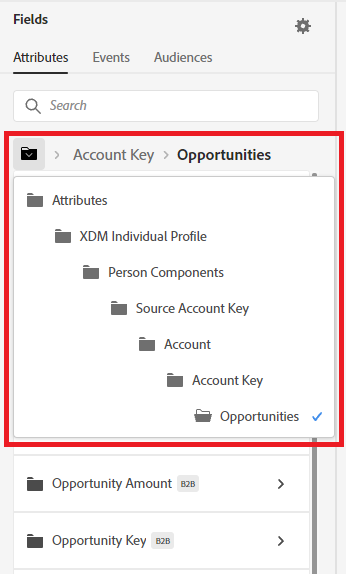 Fields
Attributes Events Audiences
Search
Account Key Opportunities
Attributes
XDM Individual Profile
Person Components
Source Account Key
Account
Account Key
Opportunities
Opportunity Amount B2B
Opportunity Key B2B